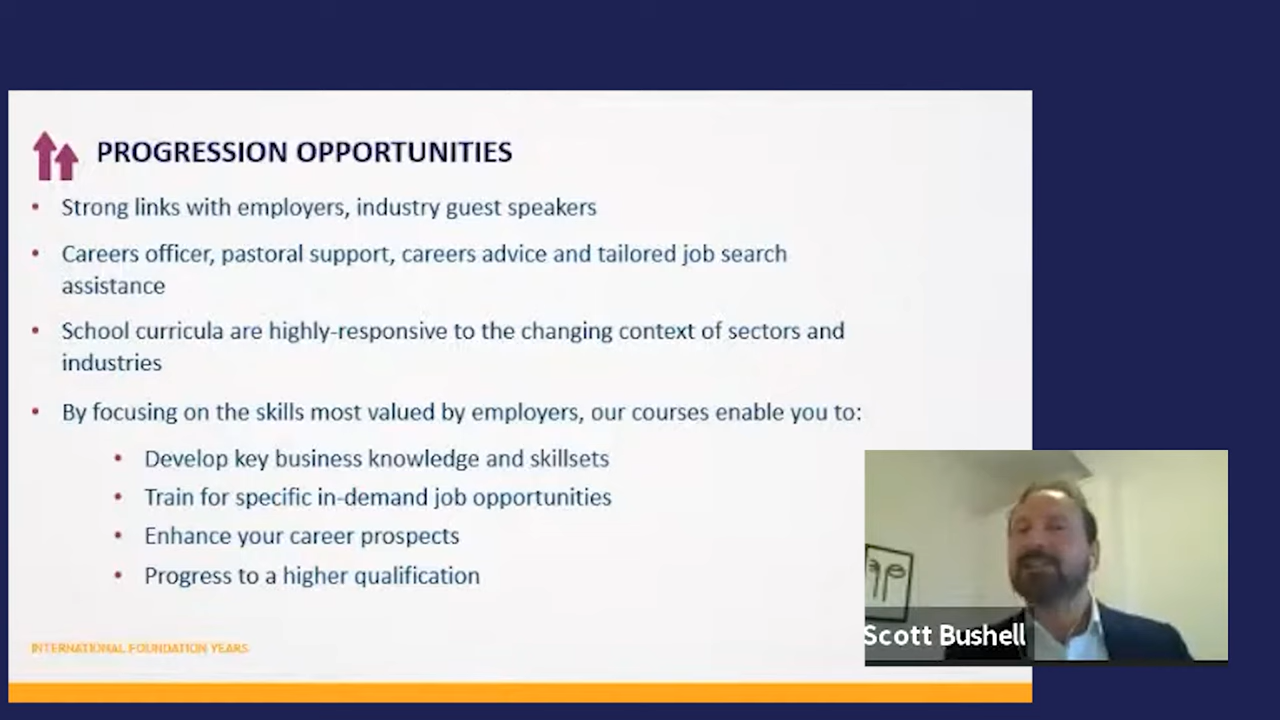 PROGRESSION OPPORTUNITIES
• Strong links with employers, industry guest speakers
• Careers officer, pastoral support, careers advice and tailored job search
assistance
• School curricula are highly-responsive to the changing context of sectors and
industries
• By focusing on the skills most valued by employers, our courses enable you to:
• Develop key business knowledge and skillsets
• Train for specific in-demand job opportunities
• Enhance your career prospects
• Progress to a higher qualification
INTERNATIONAL FOUNDATION YEARS
Scott Bushell